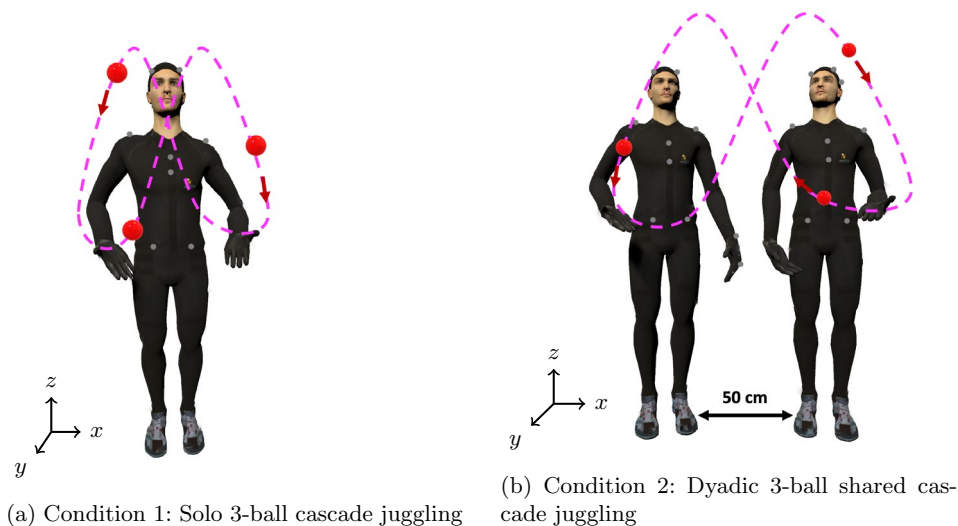 z
x
y
(a) Condition 1: Solo 3-ball cascade juggling
z
x
y
50 cm
(b) Condition 2: Dyadic 3-ball shared cas-
cade juggling